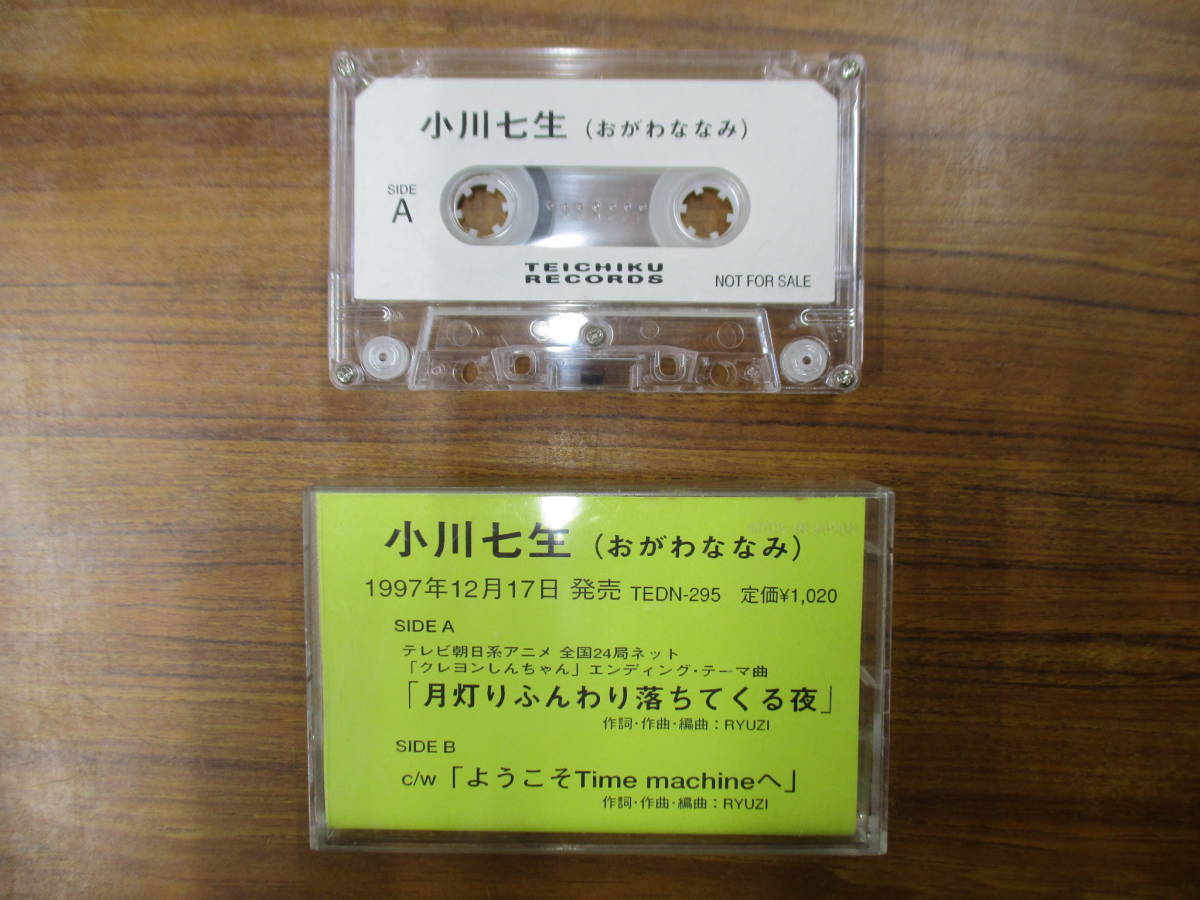 小川七生 (おがわななみ)
SIDE
A
TEICHIKU
RECORDS
NOT FOR SALE
小川七生 (おがわななみ)
1997年12月17日 発売 TEDN-295 定価¥1,020
SIDE A
テレビ朝日系アニメ 全国24局ネット
「クレヨンしんちゃん」エンディング・テーマ曲
「月灯りふんわり落ちてくる夜」
作詞・作曲・編曲：RYUZI
SIDE B
c/w「ようこそTime machineへ」
作詞・作曲・編曲：RYUZI